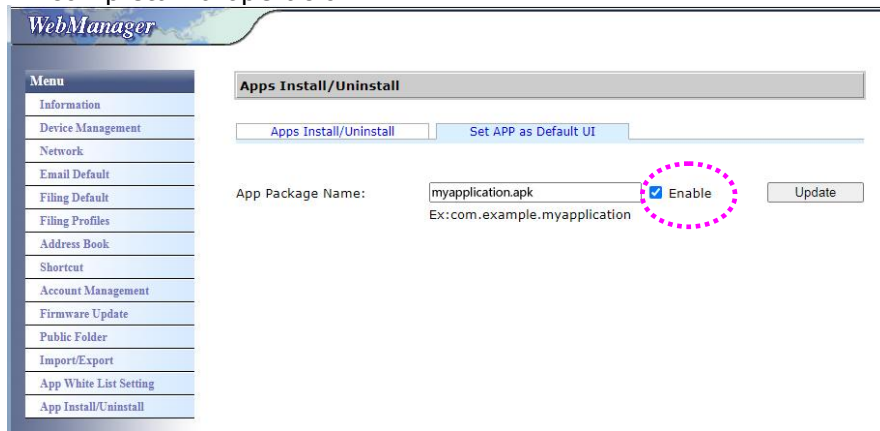 WebManager
Menu
Information
Device Management
Network
Email Default
Filing Default
Filing Profiles
Address Book
Shortcut
Account Management
Firmware Update
Public Folder
Import/Export
App White List Setting
App Install/Uninstall
Apps Install/Uninstall
Apps Install/Uninstall Set APP as Default UI
App Package Name: myapplication.apk Enable Update
Ex:com.example.myapplication